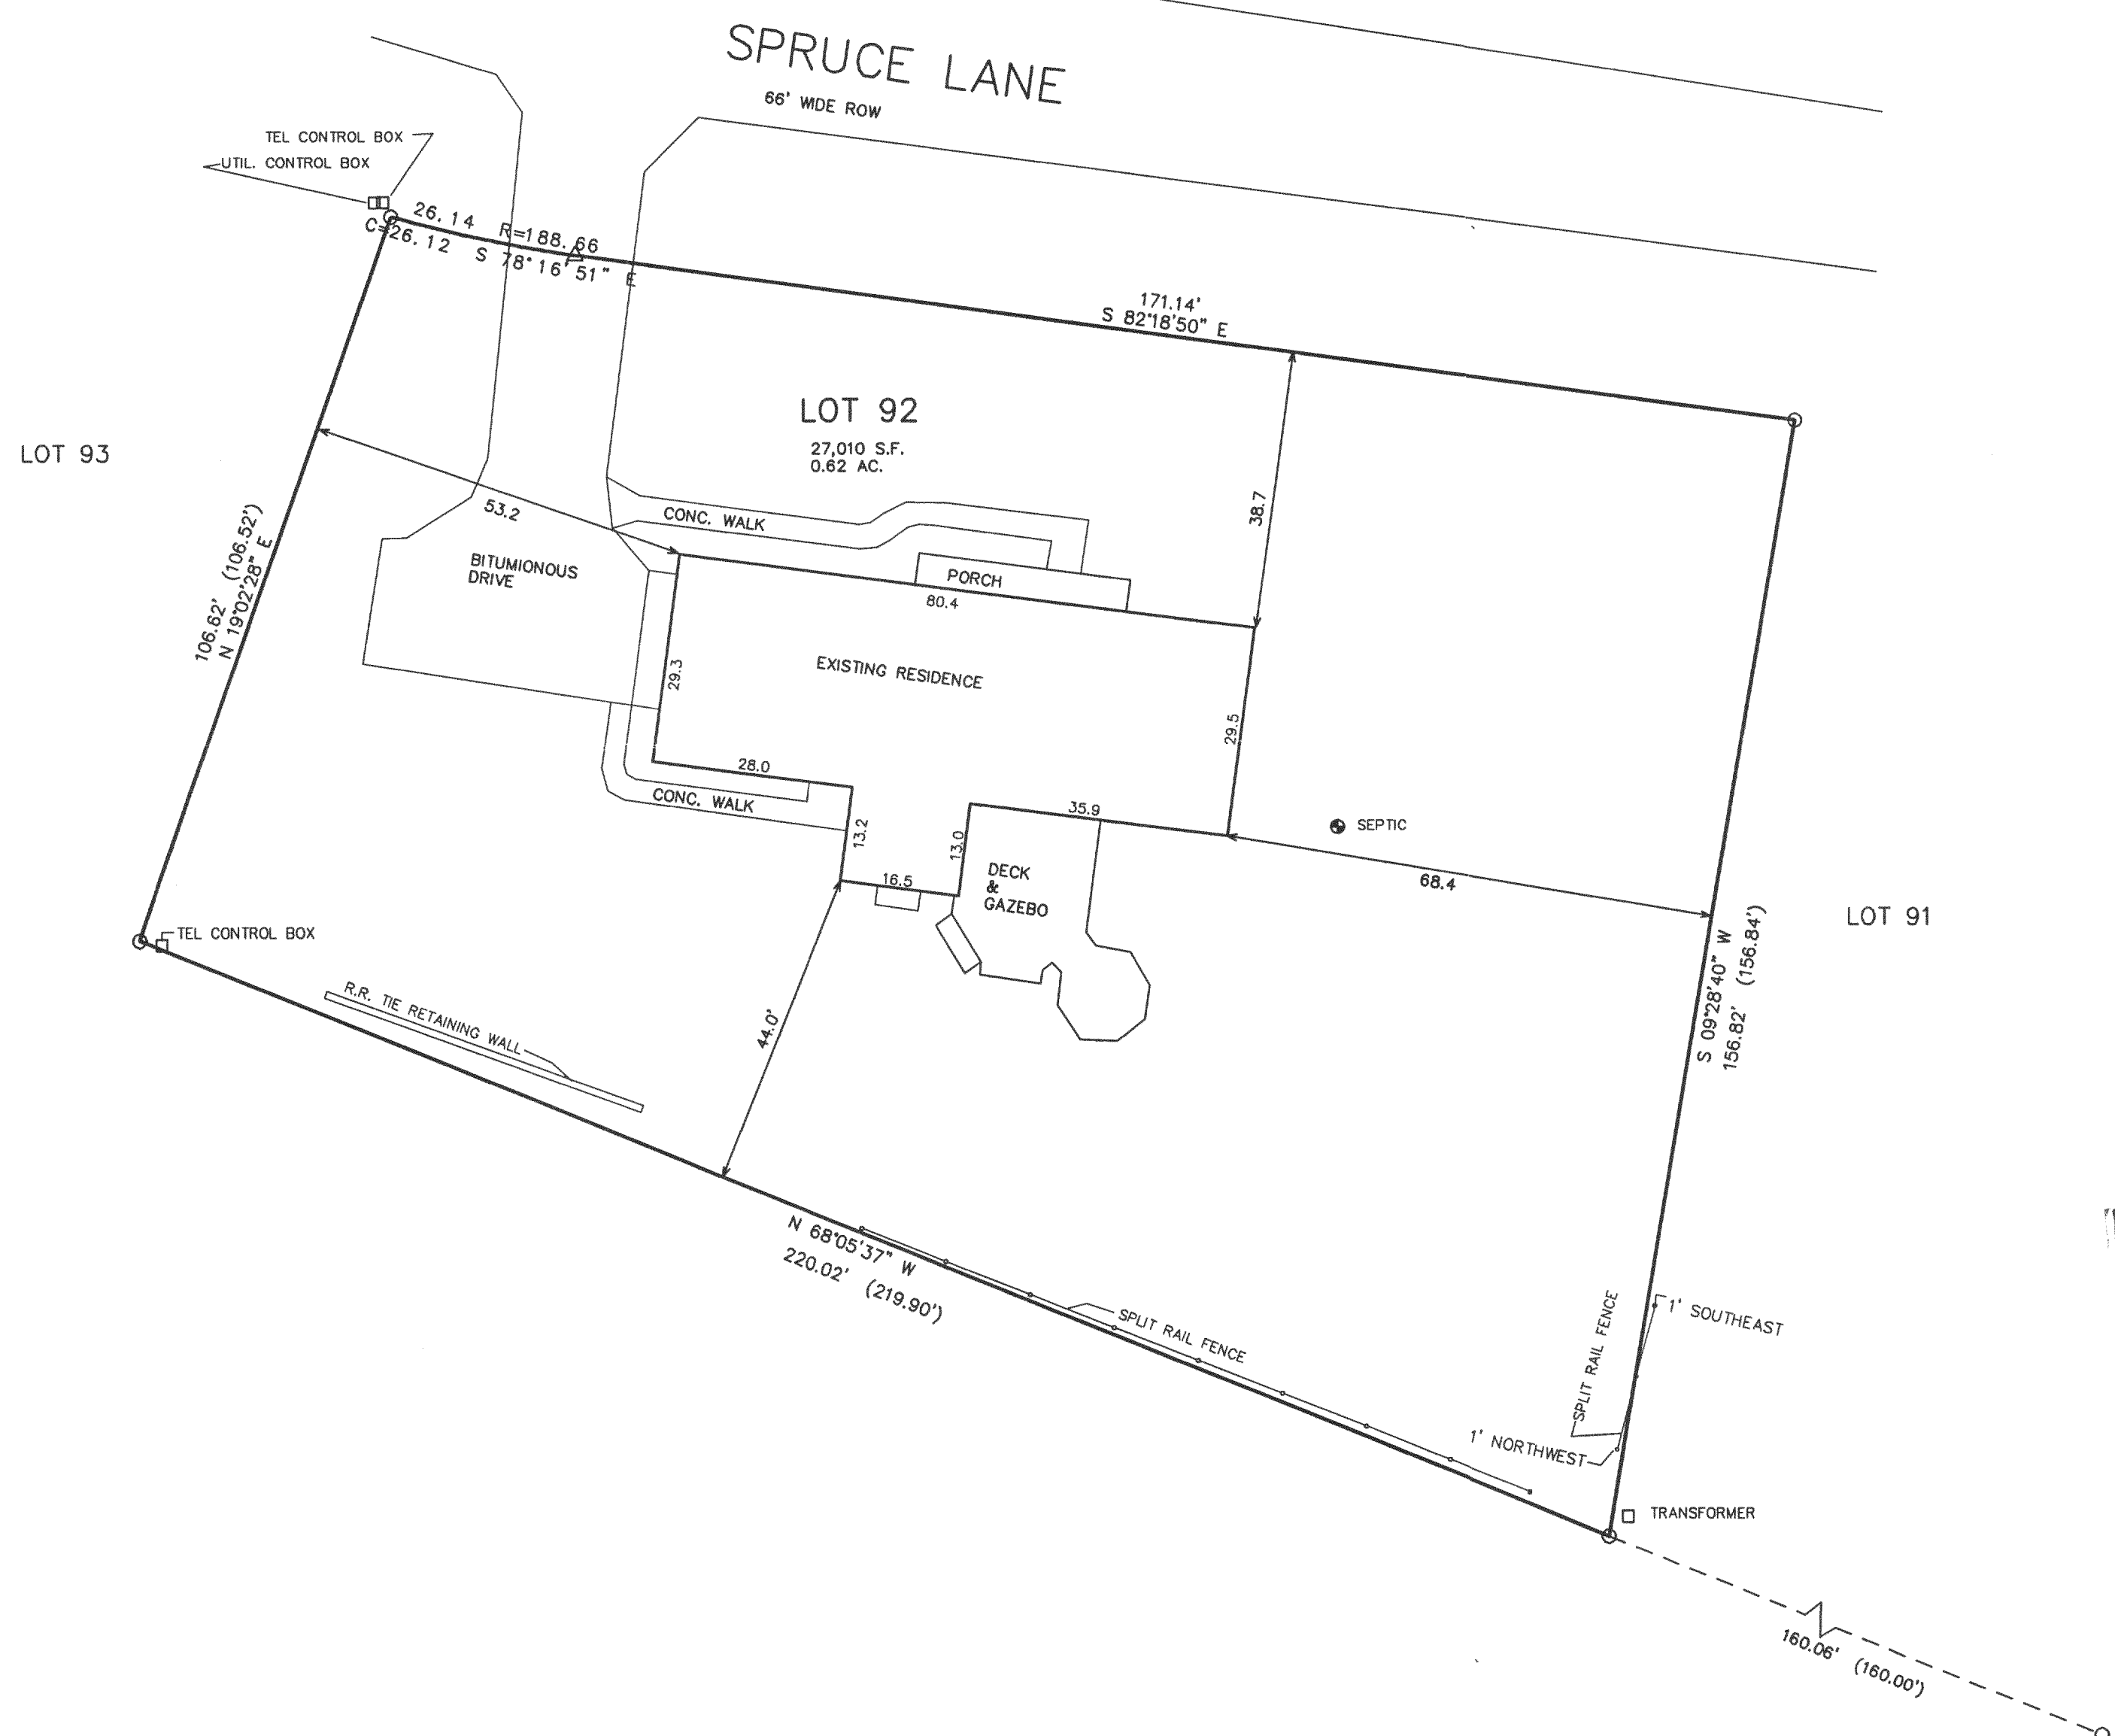 SPRUCE LANE
66' WIDE ROW
TEL CONTROL BOX
UTIL. CONTROL BOX
26.14 R=188.66
C=26.12 S 78°16'51" E
171.14'
S 82°18'50" E
LOT 92
27,010 S.F.
0.62 AC.
LOT 93
53.2
38.7
CONC. WALK
BITUMIONOUS
DRIVE
PORCH
80.4
106.62' (106.52')
N 19°02'28" E
29.3
EXISTING RESIDENCE
29.5
28.0
CONC. WALK
13.2
13.0
35.9
SEPTIC
16.5
DECK
&
GAZEBO
68.4
LOT 91
TEL CONTROL BOX
S 09°28'40" W
156.82' (156.84')
R.R. TIE RETAINING WALL
44.0'
N 68°05'37" W
220.02' (219.90')
SPLIT RAIL FENCE
SPLIT RAIL FENCE
1' SOUTHEAST
1' NORTHWEST
TRANSFORMER
160.06' (160.00')